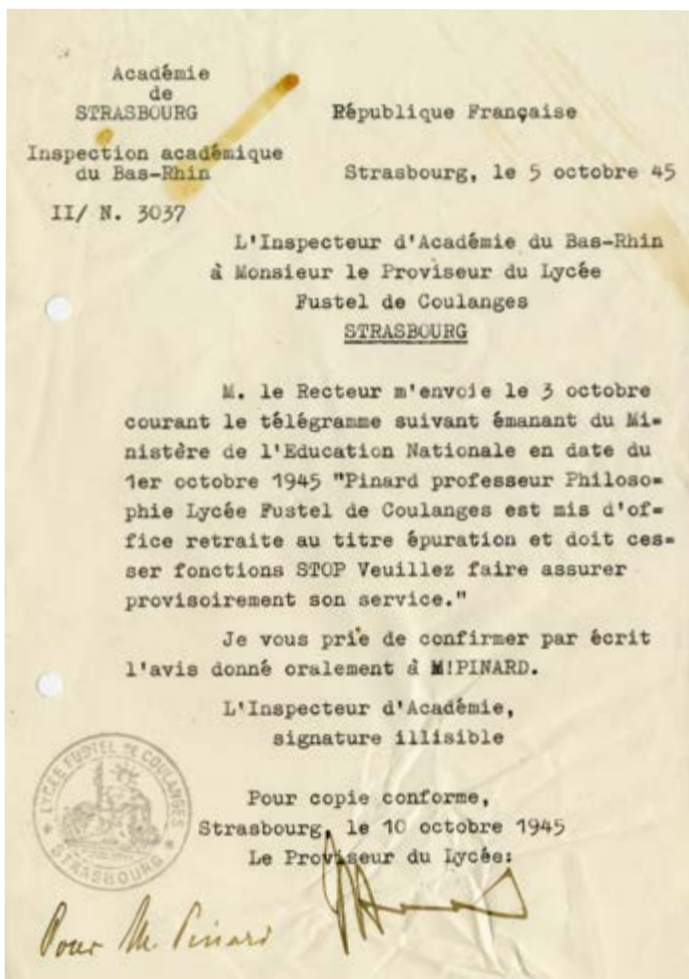 Académie
de
STRASBOURG
République Française
Inspection académique
du Bas-Rhin
Strasbourg, le 5 octobre 45
II/ N. 3037
L'Inspecteur d'Académie du Bas-Rhin
à Monsieur le Proviseur du Lycée
Fustel de Coulanges
STRASBOURG
M. le Recteur m'envoie le 3 octobre
courant le télégramme suivant émanant du Mi=
nistère de l'Education Nationale en date du
1er octobre 1945 "Pinard professeur Philoso=
phie Lycée Fustel de Coulanges est mis d'of=
fice retraite au titre épuration et doit ces=
ser fonctions STOP Veuillez faire assurer
provisoirement son service."
Je vous prie de confirmer par écrit
l'avis donné oralement à M!PINARD.
L'Inspecteur d'Académie,
signature illisible
LYCÉE FUSTEL DE COULANGES
STRASBOURG
Pour copie conforme,
Strasbourg, le 10 octobre 1945
Le Proviseur du Lycée:
Pour M. Pinard